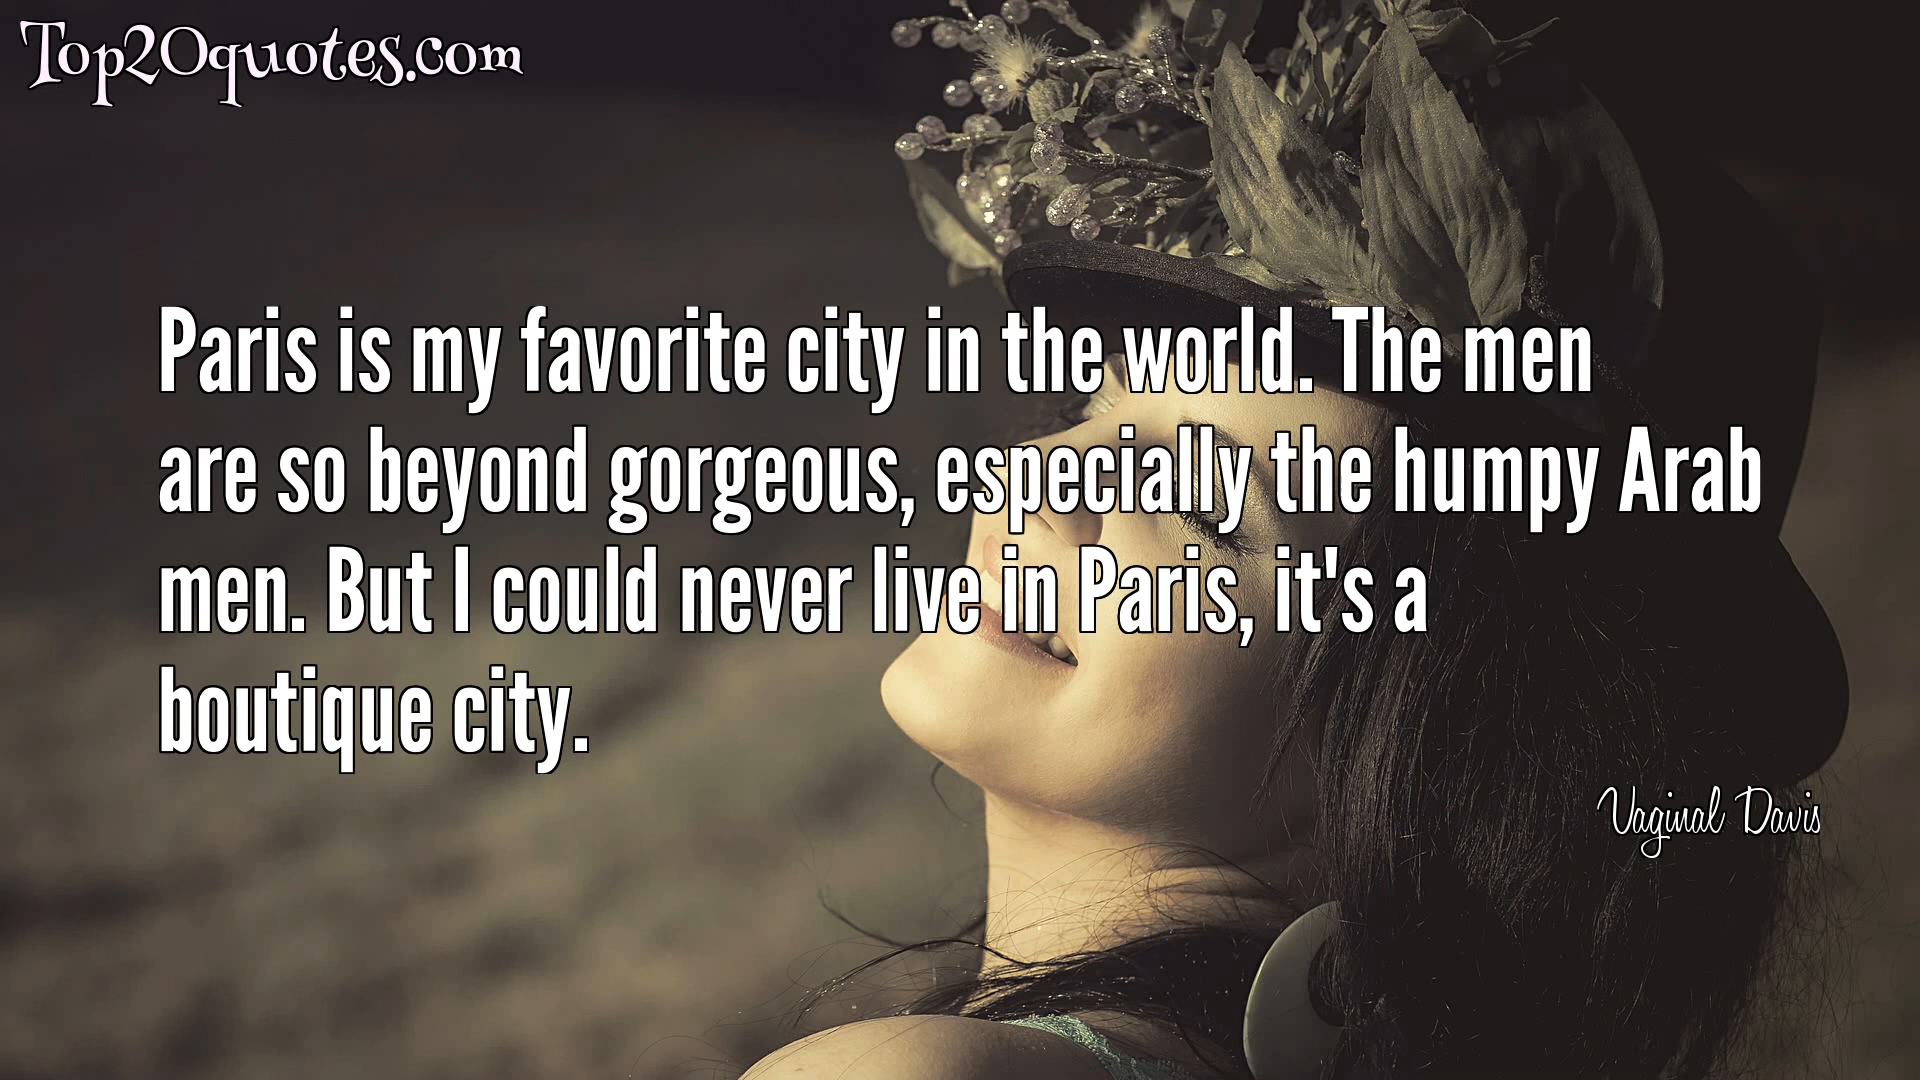 Top20quotes.com
Paris is my favorite city in the world. The men
are so beyond gorgeous, especially the humpy Arab
men. But I could never live in Paris, it's a
boutique city.
Vaginal Davis